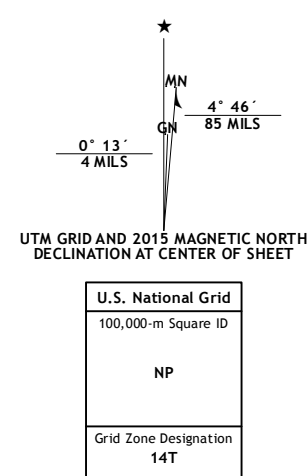 ★
MN
GN
4° 46´
85 MILS
0° 13´
4 MILS
UTM GRID AND 2015 MAGNETIC NORTH
DECLINATION AT CENTER OF SHEET
U.S. National Grid
100,000-m Square ID
NP
Grid Zone Designation
14T